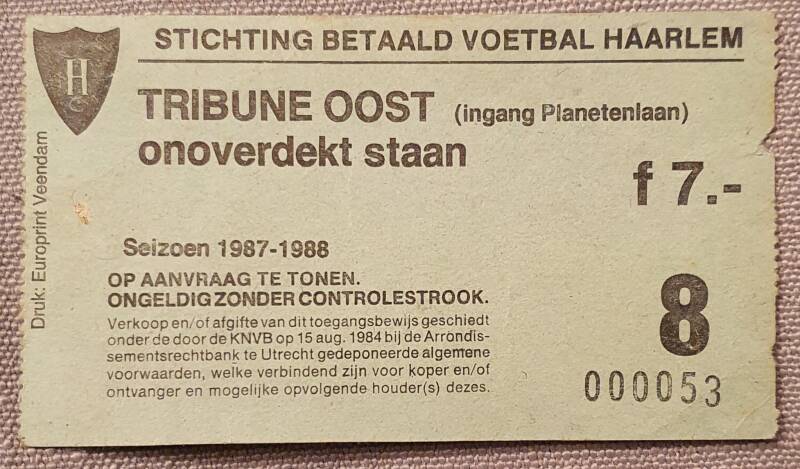 H
C
STICHTING BETAALD VOETBAL HAARLEM
TRIBUNE OOST (ingang Planetenlaan)
onoverdekt staan
f 7.-
Seizoen 1987-1988
OP AANVRAAG TE TONEN.
ONGELDIG ZONDER CONTROLESTROOK.
Verkoop en/of afgifte van dit toegangsbewijs geschiedt
onder de door de KNVB op 15 aug. 1984 bij de Arrondis-
sementsrechtbank te Utrecht gedeponeerde algemene
voorwaarden, welke verbindend zijn voor koper en/of
ontvanger en mogelijke opvolgende houder(s) dezes.
8
000053
Druk: Europrint Veendam